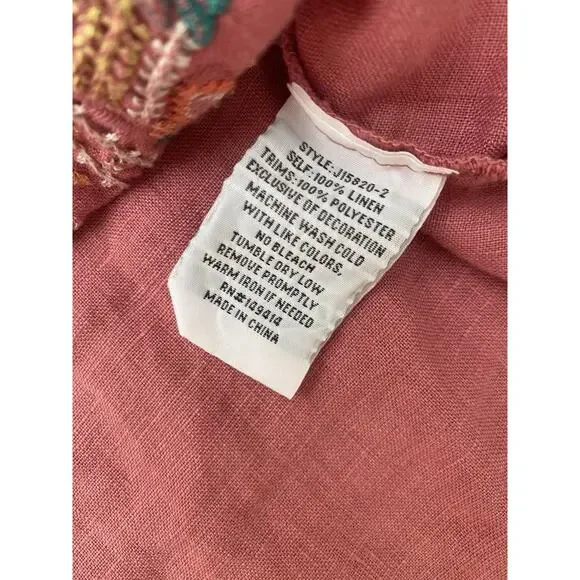 STYLE:J15820-2
SELF:100% LINEN
TRIMS:100% POLYESTER
EXCLUSIVE OF DECORATION
MACHINE WASH COLD
WITH LIKE COLORS,
NO BLEACH
TUMBLE DRY LOW
REMOVE PROMPTLY
WARM IRON IF NEEDED
RN#149414
MADE IN CHINA